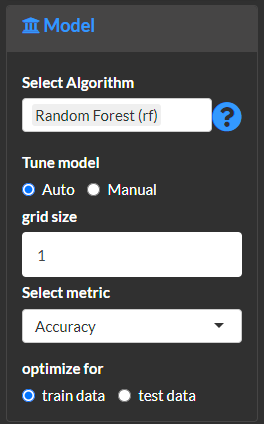 Model
Select Algorithm
Random Forest (rf)
?
Tune model
Auto Manual
grid size
1
Select metric
Accuracy
optimize for
train data test data